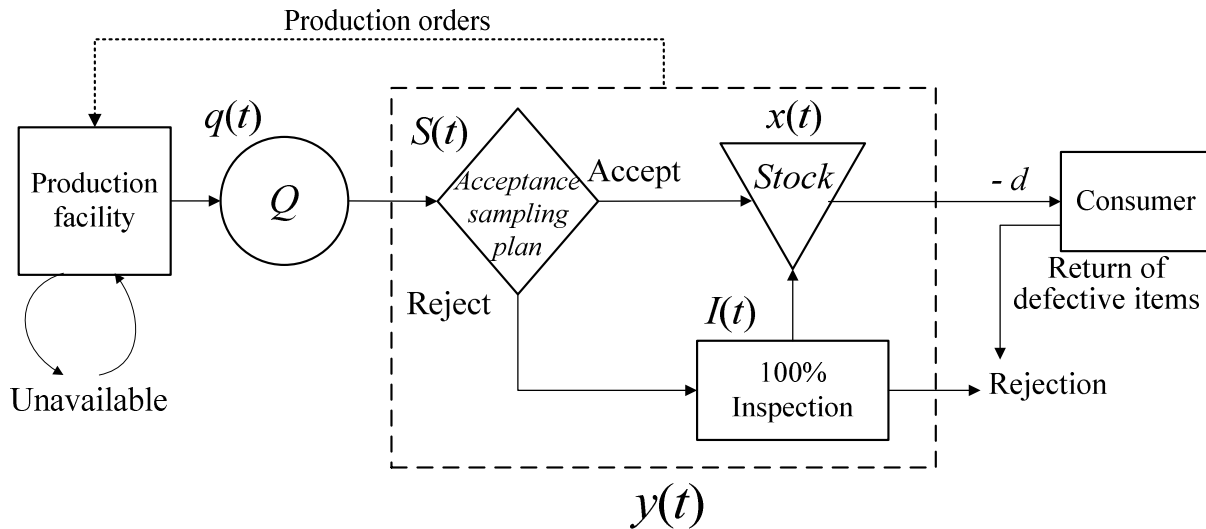 Production orders
q(t)
S(t)
x(t)
Production
facility
Q
Acceptance
sampling
plan
Accept
Stock
- d
Consumer
Return of
defective items
Reject
I(t)
100%
Inspection
Rejection
Unavailable
y(t)